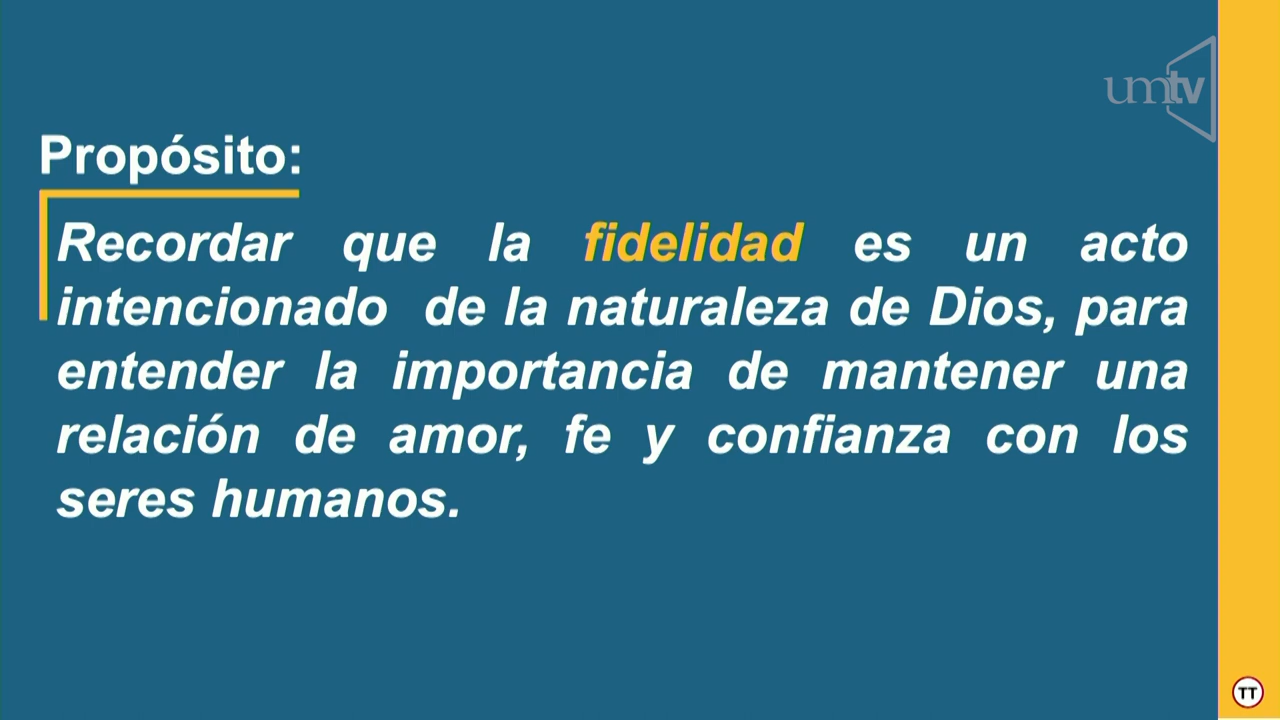 umtv
Propósito:
Recordar que la fidelidad es un acto
intencionado de la naturaleza de Dios, para
entender la importancia de mantener una
relación de amor, fe y confianza con los
seres humanos.
TT